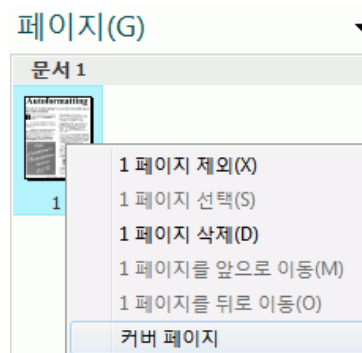 페이지(G)
문서 1
Autoformatting
1
1 페이지 제외(X)
1 페이지 선택(S)
1 페이지 삭제(D)
1 페이지를 앞으로 이동(M)
1 페이지를 뒤로 이동(O)
커버 페이지